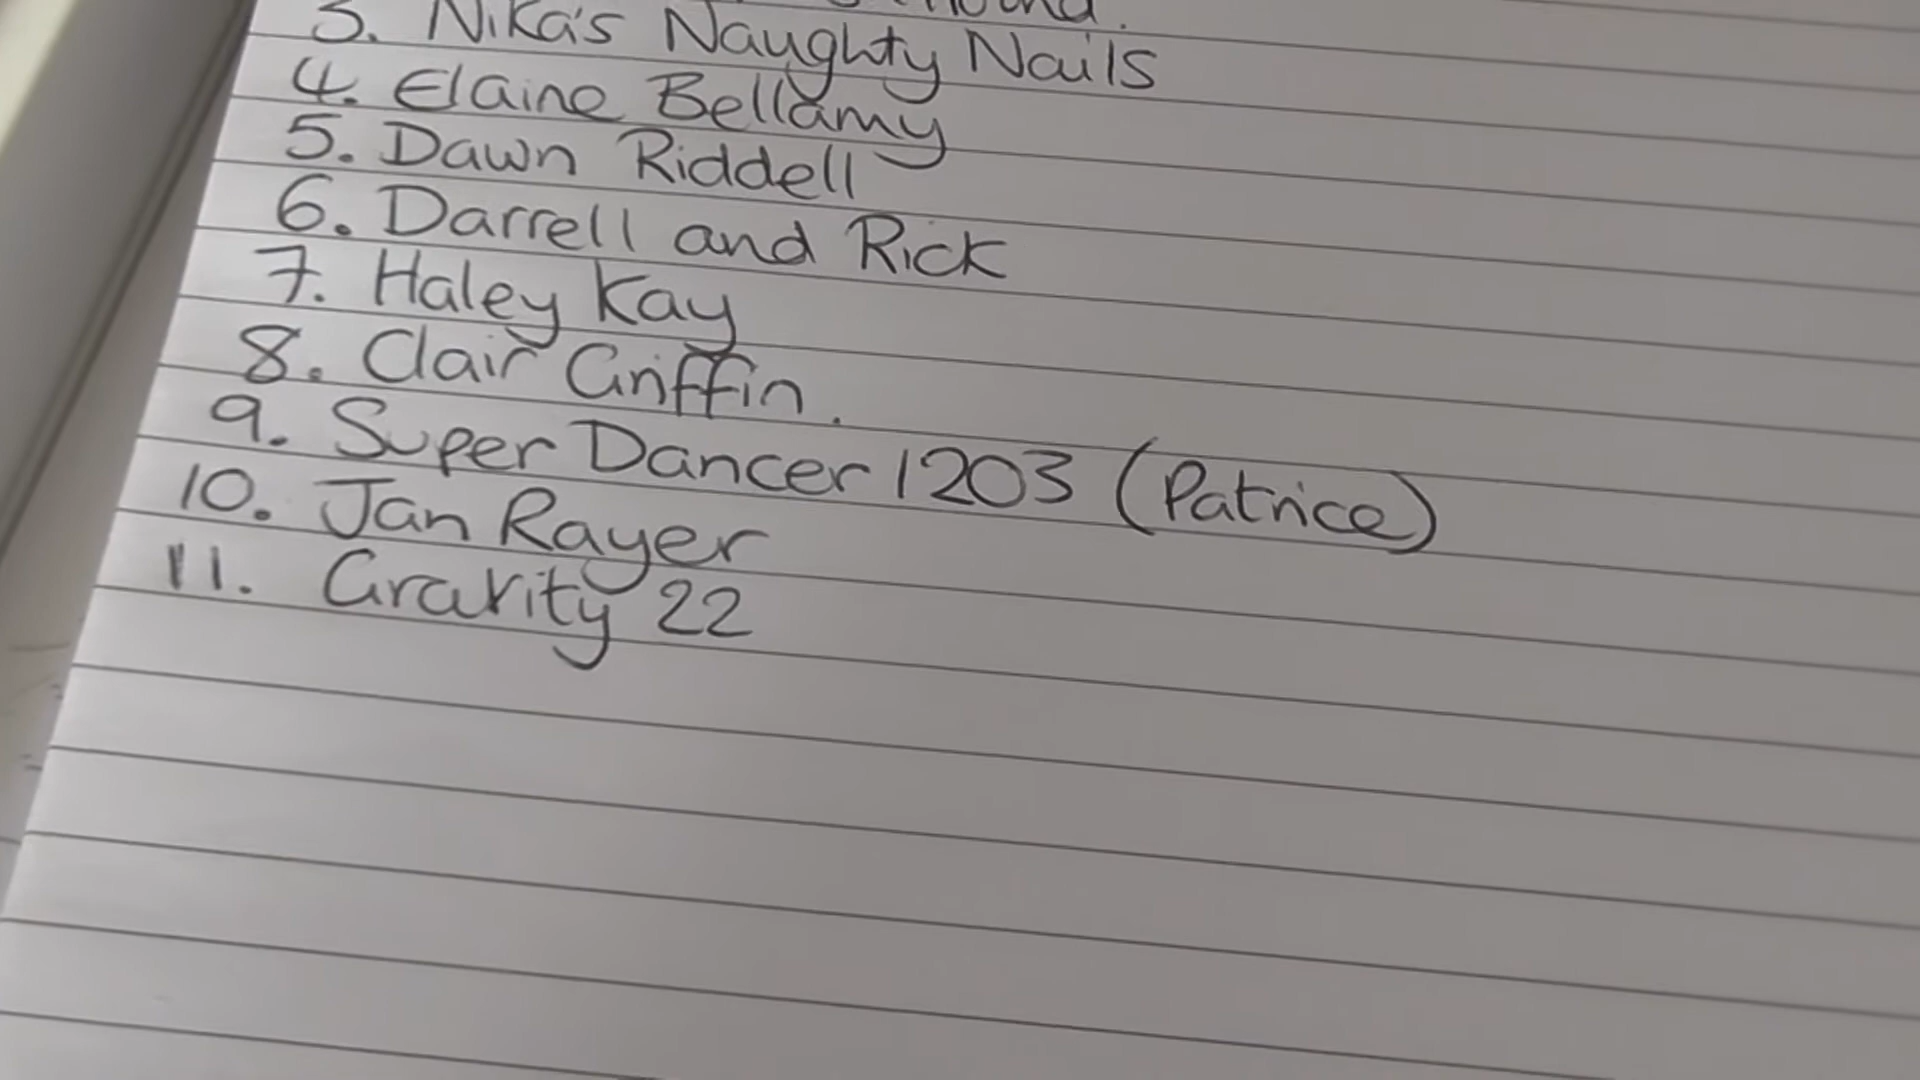 3. Nika's Naughty Nails
4. Elaine Bellamy
5. Dawn Riddell
6. Darrell and Rick
7. Haley Kay
8. Clair Griffin.
9. Super Dancer 1203 (Patrice)
10. Jan Rayer
11. Gravity 22